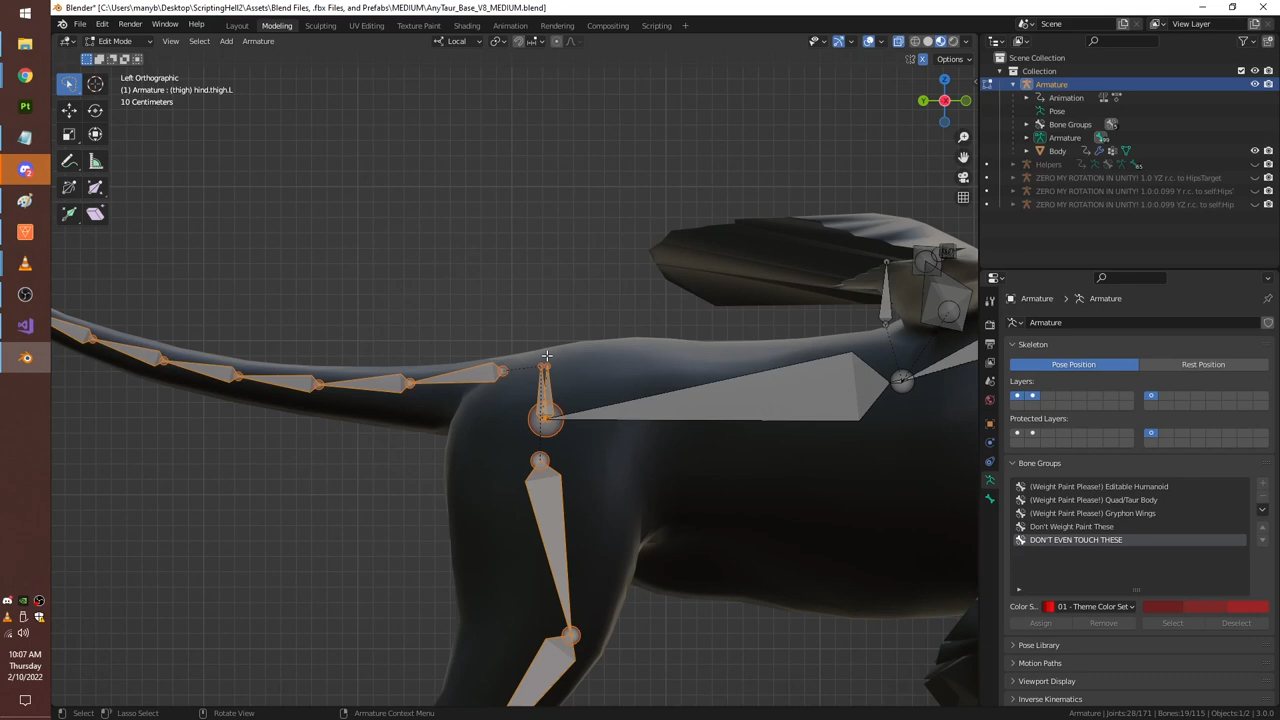 Blender* [C:\Users\manyb\Desktop\ScriptingHell2\Assets\Blend Files, .fbx Files, and Prefabs\MEDIUM\AnyTaur_Base_V8_MEDIUM.blend]
File Edit Render Window Help Layout Modeling Sculpting UV Editing Texture Paint Shading Animation Rendering Compositing Scripting Scene View Layer
Edit Mode View Select Add Armature Local
X Options
Left Orthographic
(1) Armature : (thigh) hind.thigh.L
10 Centimeters
Z
Y
X
Scene Collection
Collection
Armature
Animation
Pose
Bone Groups
Armature
Body
Helpers
ZERO MY ROTATION IN UNITY! 1.0 YZ r.c. to HipsTarget
ZERO MY ROTATION IN UNITY! 1.0:0.099 Y r.c. to self:Hips'
ZERO MY ROTATION IN UNITY! 1.0:0.099 YZ r.c. to self:Hip
Armature Armature
Armature
Skeleton
Pose Position Rest Position
Layers:
Protected Layers:
Bone Groups
(Weight Paint Please!) Editable Humanoid
(Weight Paint Please!) Quad/Taur Body
(Weight Paint Please!) Gryphon Wings
Don't Weight Paint These
DON'T EVEN TOUCH THESE
Color S... 01 - Theme Color Set
Assign Remove Select Deselect
Pose Library
Motion Paths
Viewport Display
Inverse Kinematics
Pt
10:07 AM
Thursday
2/10/2022
Select Lasso Select Rotate View Armature Context Menu Armature | Joints:28/171 | Bones:19/115 | Objects:1/2 | 3.0.0